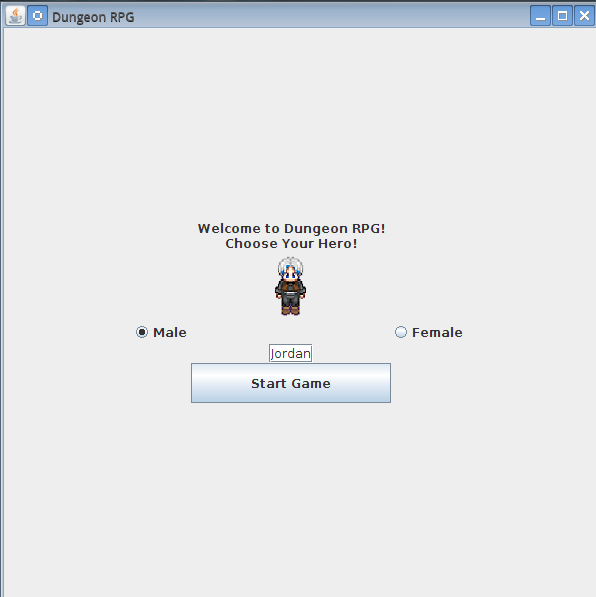 Dungeon RPG
Welcome to Dungeon RPG!
Choose Your Hero!
Male
Female
Jordan
Start Game